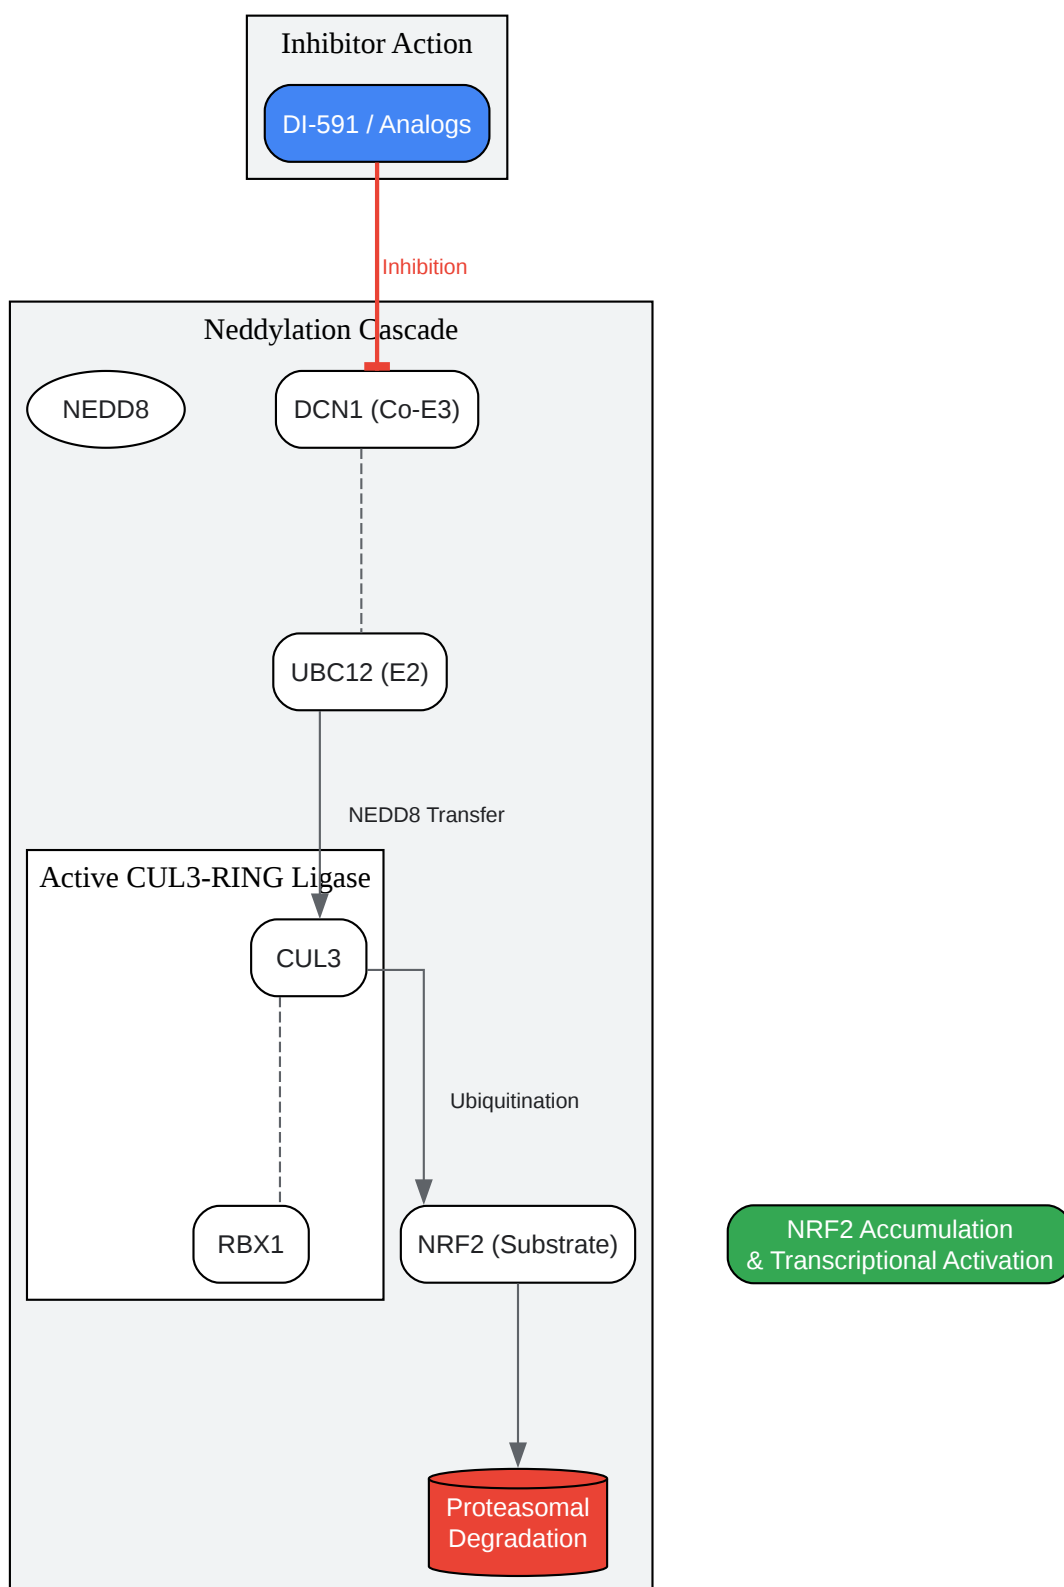 Inhibitor Action
DI-591 / Analogs
Inhibition
Neddylation Cascade
NEDD8
DCN1 (Co-E3)
UBC12 (E2)
NEDD8 Transfer
Active CUL3-RING Ligase
CUL3
Ubiquitination
RBX1
NRF2 (Substrate)
NRF2 Accumulation
& Transcriptional Activation
Proteasomal
Degradation